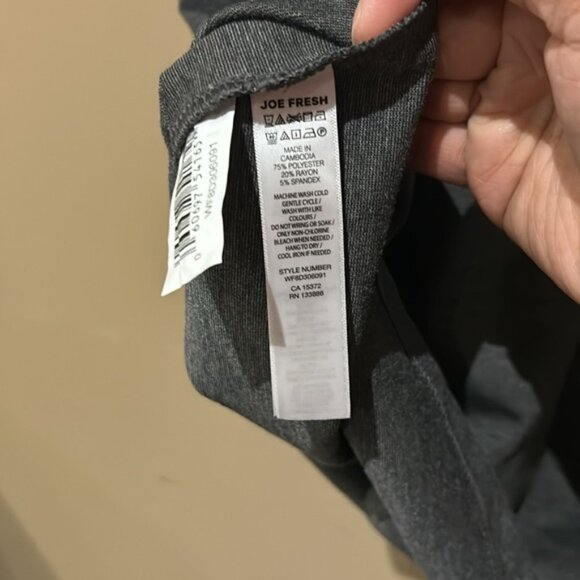 JOE FRESH
MADE IN
CAMBODIA
75% POLYESTER
20% RAYON
5% SPANDEX
MACHINE WASH COLD
GENTLE CYCLE /
WASH WITH LIKE
COLOURS /
DO NOT WRING OR SOAK /
ONLY NON-CHLORINE
BLEACH WHEN NEEDED /
HANG TO DRY /
COOL IRON IF NEEDED
STYLE NUMBER
WF8D306091
CA 15372
RN 133886
WF8D306091